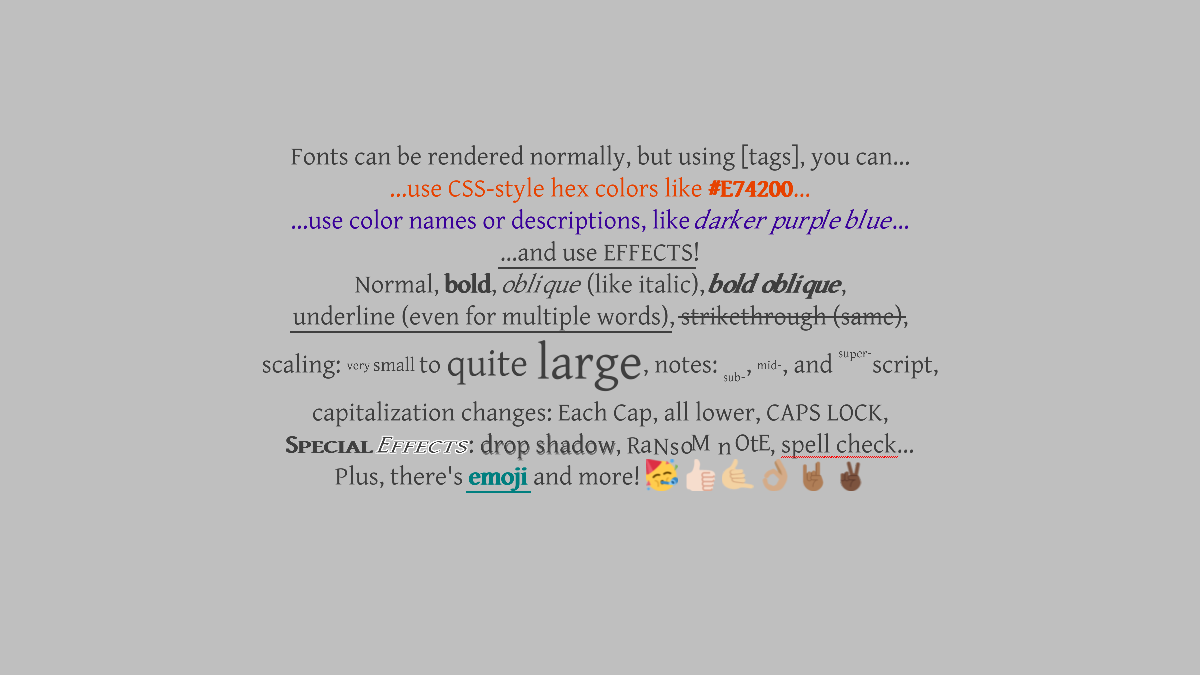 Fonts can be rendered normally, but using [tags], you can...
...use CSS-style hex colors like #E74200...
...use color names or descriptions, like darker purple blue...
...and use EFFECTS!
Normal, bold, oblique (like italic), bold oblique,
underline (even for multiple words), strikethrough (same),
scaling: very small to quite large, notes: sub-, mid-, and super-script,
capitalization changes: Each Cap, all lower, CAPS LOCK,
Special Effects: drop shadow, RaNsoM nOtE, spell check...
Plus, there's emoji and more! 🥳👍🏻🤙🏼👌🏽🤘🏾✌🏿